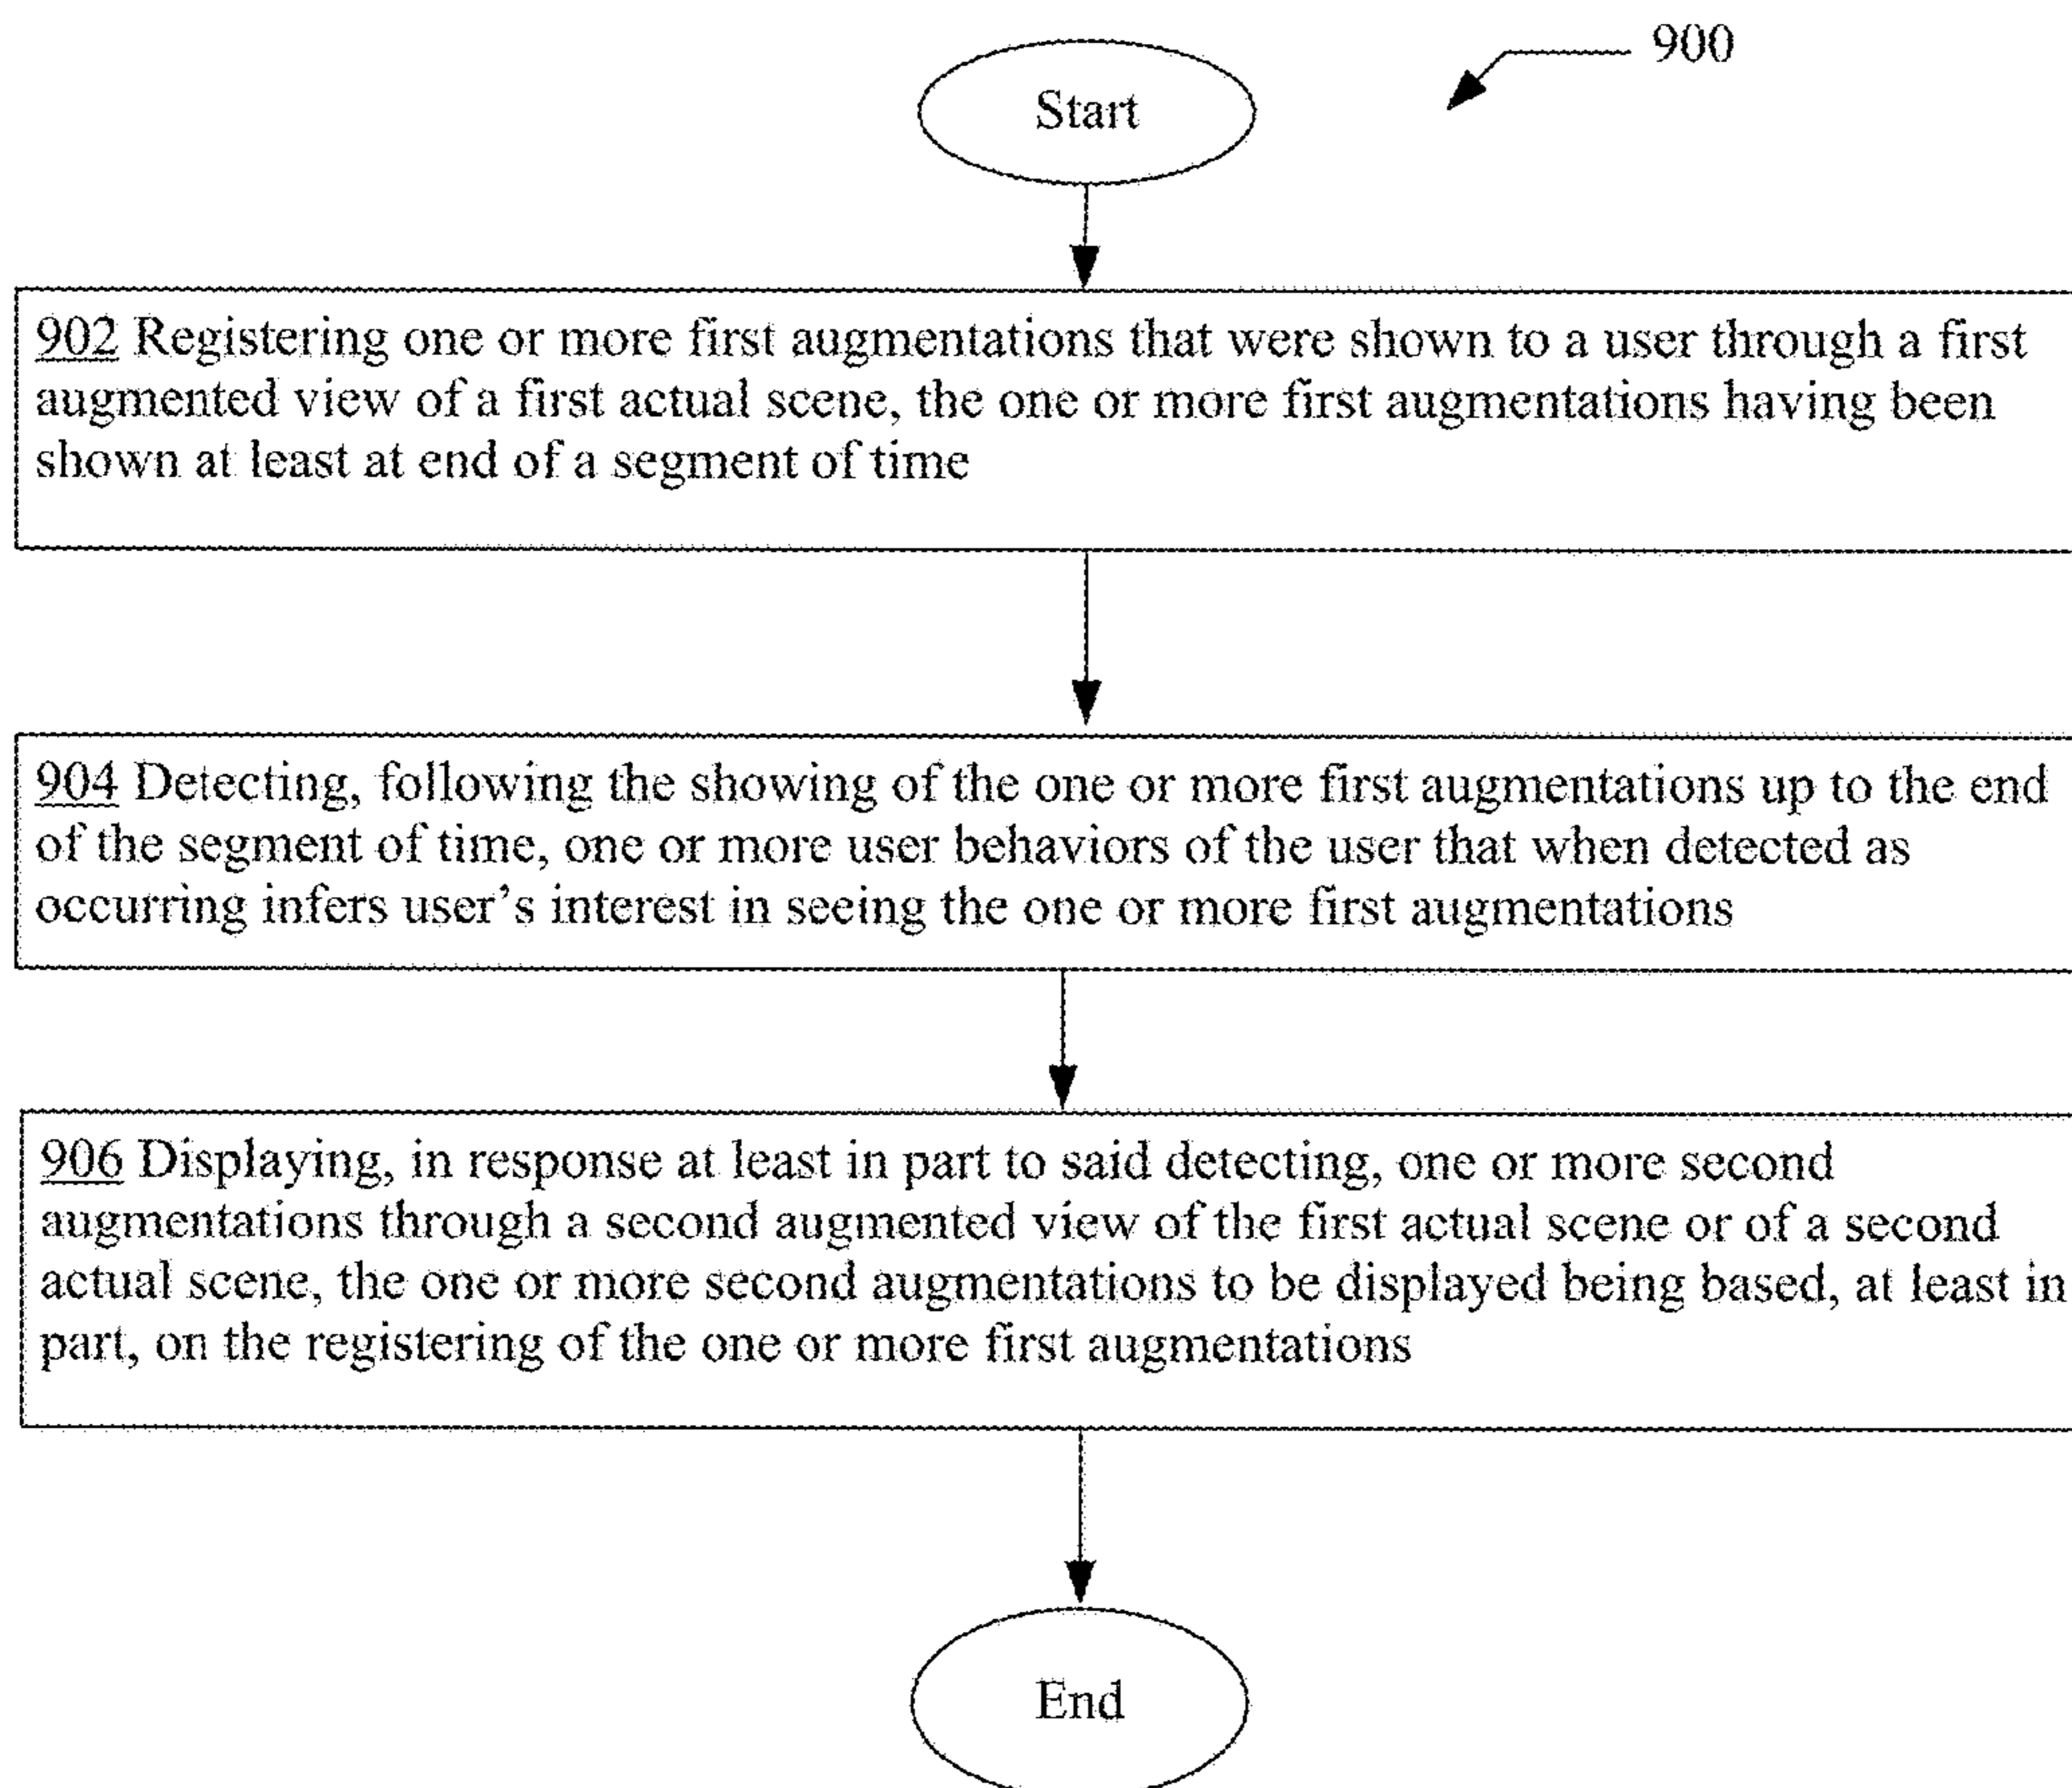 900
Start
902 Registering one or more first augmentations that were shown to a user through a first
augmented view of a first actual scene, the one or more first augmentations having been
shown at least at end of a segment of time
904 Detecting, following the showing of the one or more first augmentations up to the end
of the segment of time, one or more user behaviors of the user that when detected as
occurring infers user's interest in seeing the one or more first augmentations
906 Displaying, in response at least in part to said detecting, one or more second
augmentations through a second augmented view of the first actual scene or of a second
actual scene, the one or more second augmentations to be displayed being based, at least in
part, on the registering of the one or more first augmentations
End